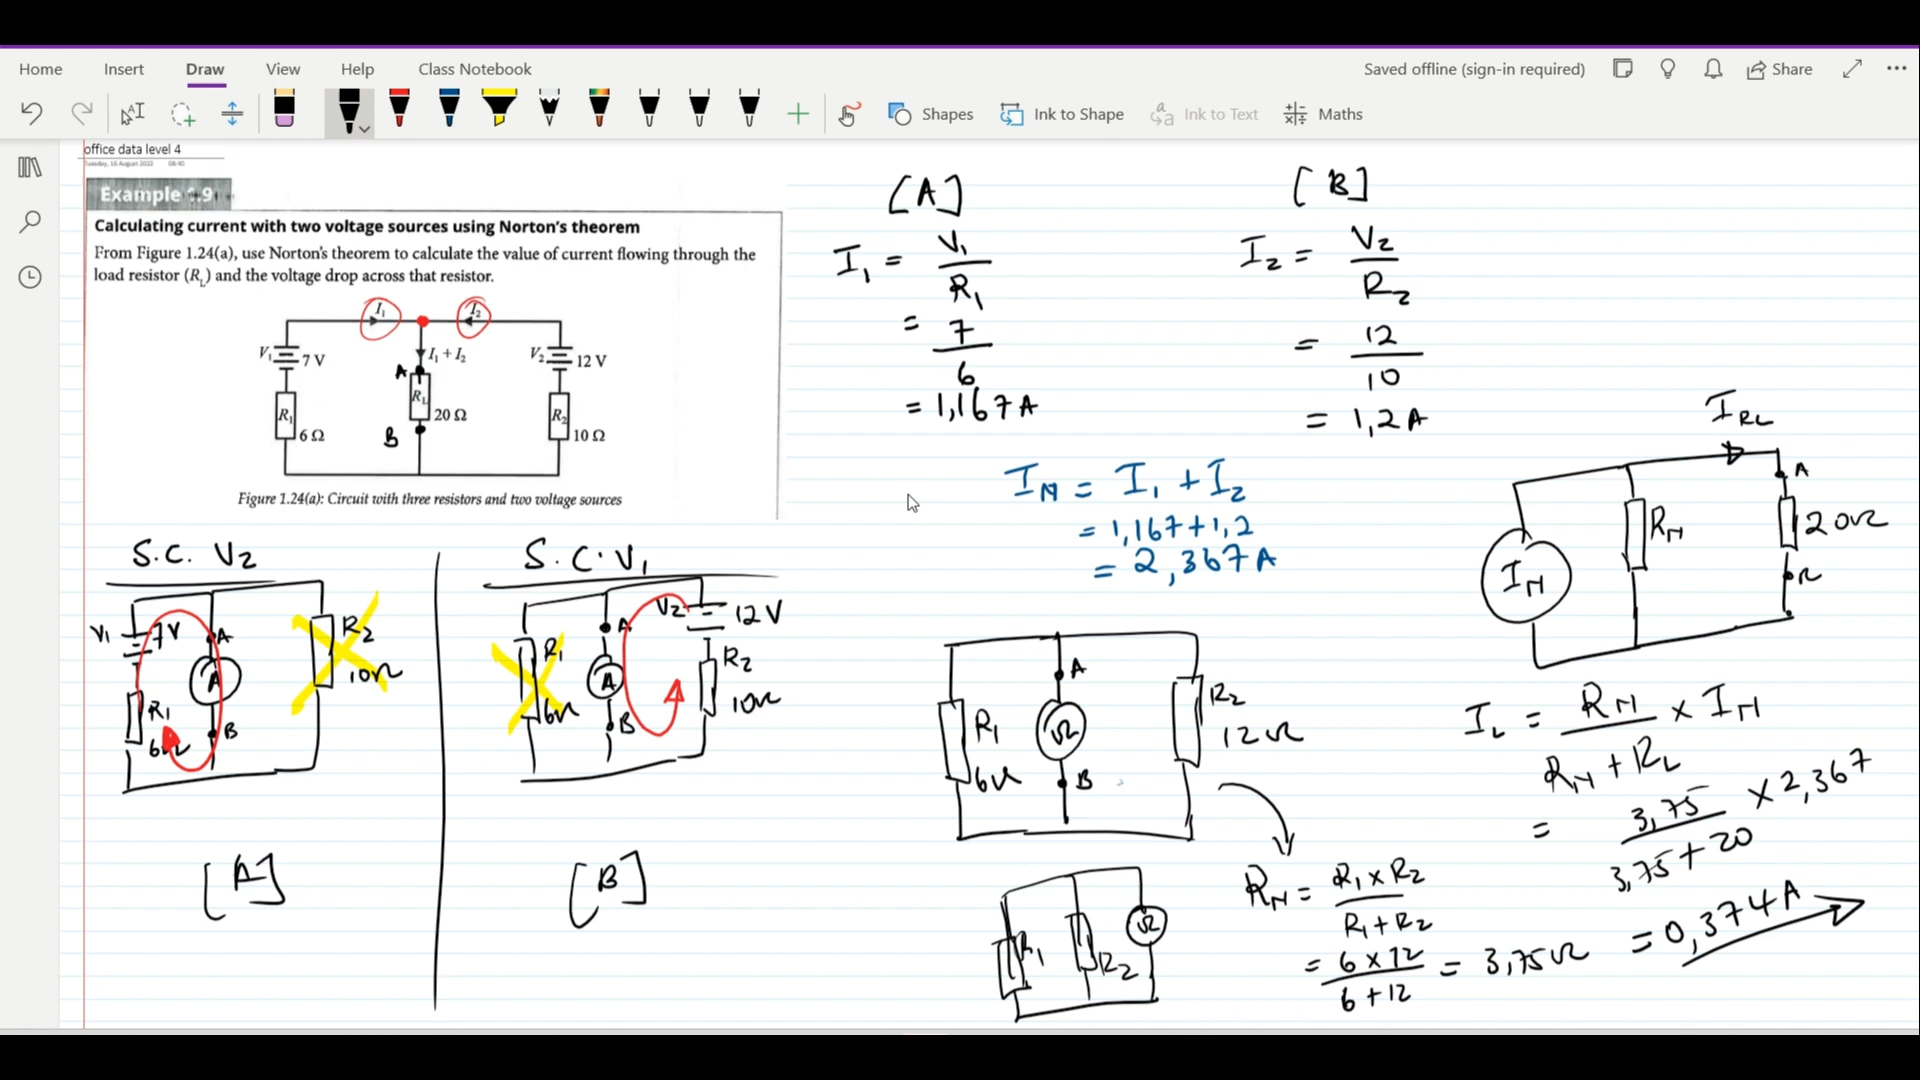 Home Insert Draw View Help Class Notebook
Saved offline (sign-in required) Share
Shapes Ink to Shape Ink to Text Maths
office data level 4
Tuesday, 16 August 2022 08:40
Example 1.9
Calculating current with two voltage sources using Norton's theorem
From Figure 1.24(a), use Norton's theorem to calculate the value of current flowing through the
load resistor (RL) and the voltage drop across that resistor.
I1 I2
V1 7 V I1 + I2 V2 12 V
A
R1 6 Ω RL 20 Ω R2 10 Ω
B
Figure 1.24(a): Circuit with three resistors and two voltage sources
S.C. V2
V1 7V A R2 10Ω
A
R1 6Ω B
[A]
S.C. V1
V2 12V
A
R1 6Ω A R2 10Ω
B
[B]
[A]
I1 = V1 / R1
= 7 / 6
= 1,167A
[B]
I2 = V2 / R2
= 12 / 10
= 1,2A
IN = I1 + I2
= 1,167+1,2
= 2,367A
A
R1 6Ω Ω R2 12Ω
B
R1 R2 Ω
RN = R1 x R2 / R1 + R2
= 6 x 12 / 6 + 12 = 3,75Ω
IRL
A
IN RN 20Ω
IL = RN / RN + RL x IN
= 3,75 / 3,75 + 20 x 2,367
= 0,374A